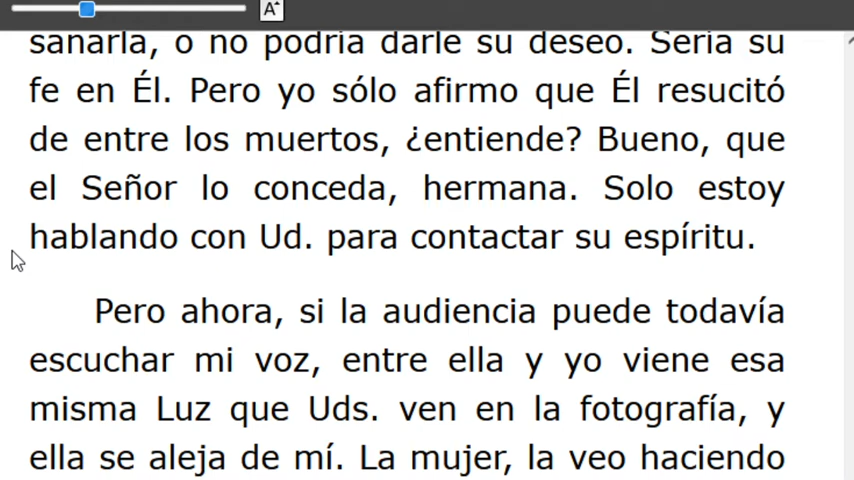 A
sanarla, o no podría darle su deseo. Sería su
fe en Él. Pero yo sólo afirmo que Él resucitó
de entre los muertos, ¿entiende? Bueno, que
el Señor lo conceda, hermana. Solo estoy
hablando con Ud. para contactar su espíritu.
Pero ahora, si la audiencia puede todavía
escuchar mi voz, entre ella y yo viene esa
misma Luz que Uds. ven en la fotografía, y
ella se aleja de mí. La mujer, la veo haciendo